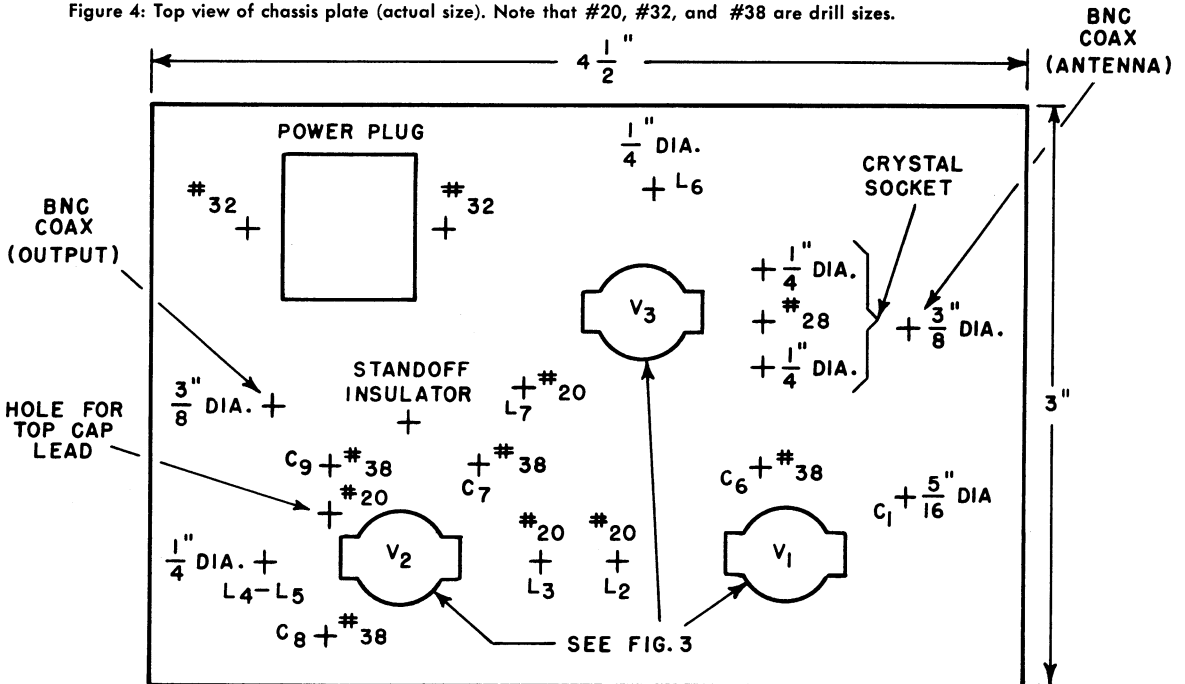 Figure 4: Top view of chassis plate (actual size). Note that #20, #32, and #38 are drill sizes.
BNC
COAX
(ANTENNA)
4 1/2"
POWER PLUG
1/4" DIA.
L6
#32
#32
CRYSTAL
SOCKET
BNC
COAX
(OUTPUT)
1/4" DIA.
V3
#28
3/8" DIA.
1/4" DIA.
STANDOFF
INSULATOR
#20
L7
3/8" DIA.
3"
HOLE FOR
TOP CAP
LEAD
C9 #38
#38
C7
C6 #38
#20
C1 5/16" DIA
#20
#20
V2
V1
1/4" DIA.
L4-L5
L3
L2
C8 #38
SEE FIG. 3